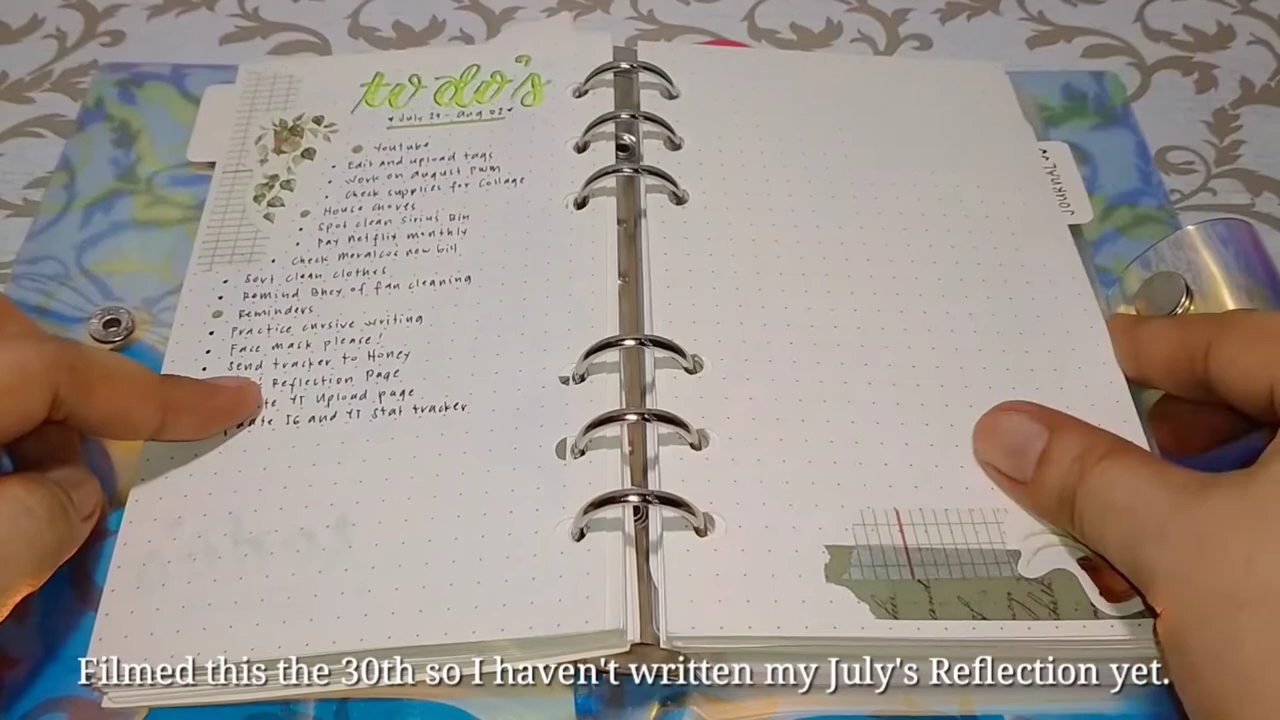 to do's
July 29 - Aug 02
Youtube
Edit and upload tags
Work on august PWM
Check supplies for Collage
House chores
Spot clean Sirius' Bin
Pay Netflix monthly
Check meralcos new bill
Sort clean clothes
Remind Bhey of fan cleaning
Reminders
Practice cursive writing
Face mask please!
Send tracker to Honey
Reflection Page
YT Upload page
IG and YT Stat tracker
JOURNAL
Filmed this the 30th so I haven't written my July's Reflection yet.